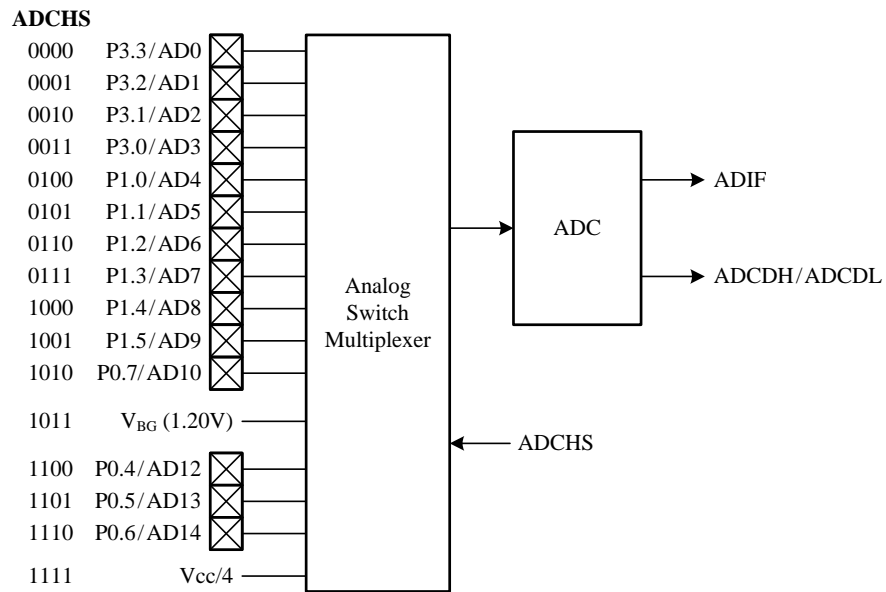 ADCHS
0000 P3.3/AD0
0001 P3.2/AD1
0010 P3.1/AD2
0011 P3.0/AD3
0100 P1.0/AD4
0101 P1.1/AD5
0110 P1.2/AD6
0111 P1.3/AD7
1000 P1.4/AD8
1001 P1.5/AD9
1010 P0.7/AD10
1011 VBG (1.20V)
1100 P0.4/AD12
1101 P0.5/AD13
1110 P0.6/AD14
1111 Vcc/4
Analog
Switch
Multiplexer
ADC
ADIF
ADCDH/ADCDL
ADCHS